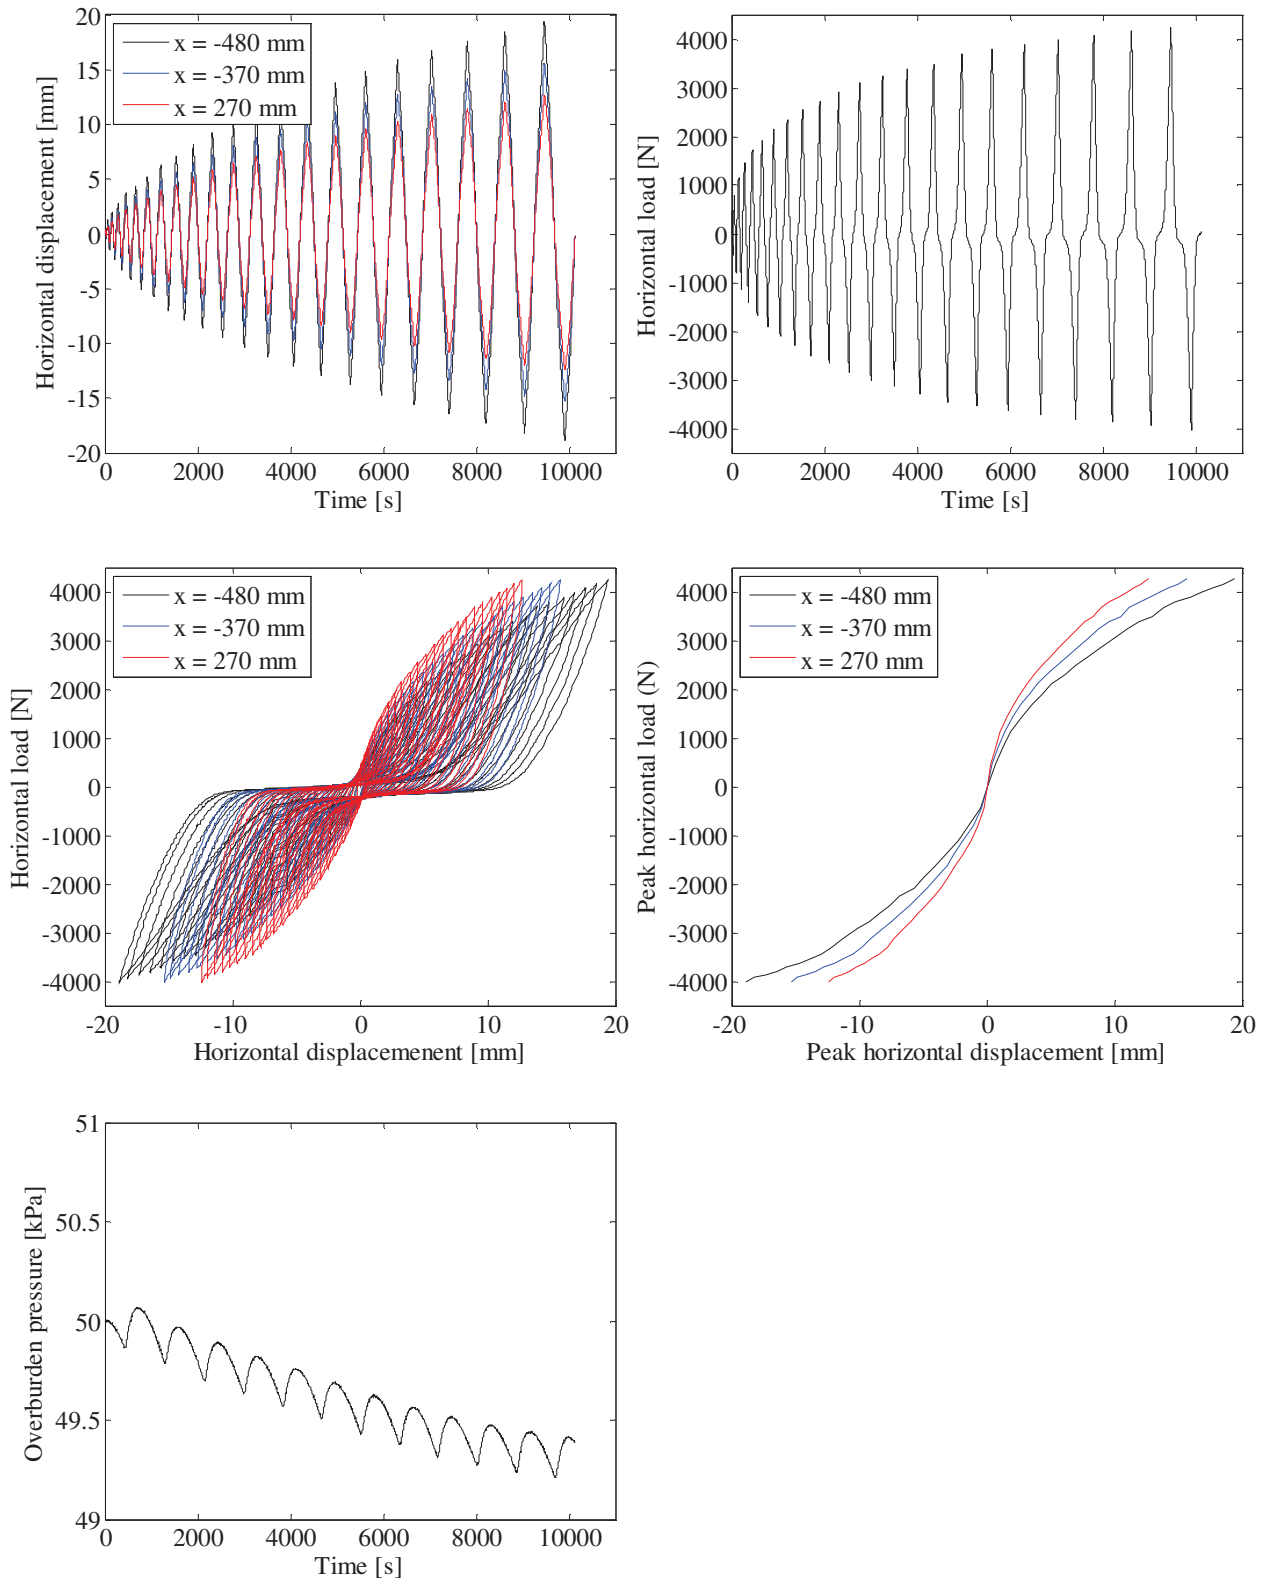 20
15
10
5
0
-5
-10
-15
-20
Horizontal displacement [mm]
x = -480 mm
x = -370 mm
x = 270 mm
0 2000 4000 6000 8000 10000
Time [s]
4000
3000
2000
1000
0
-1000
-2000
-3000
-4000
Horizontal load [N]
0 2000 4000 6000 8000 10000
Time [s]
4000
3000
2000
1000
0
-1000
-2000
-3000
-4000
Horizontal load [N]
x = -480 mm
x = -370 mm
x = 270 mm
-20 -10 0 10 20
Horizontal displacemenent [mm]
4000
3000
2000
1000
0
-1000
-2000
-3000
-4000
Peak horizontal load (N)
x = -480 mm
x = -370 mm
x = 270 mm
-20 -10 0 10 20
Peak horizontal displacement [mm]
51
50.5
50
49.5
49
Overburden pressure [kPa]
0 2000 4000 6000 8000 10000
Time [s]